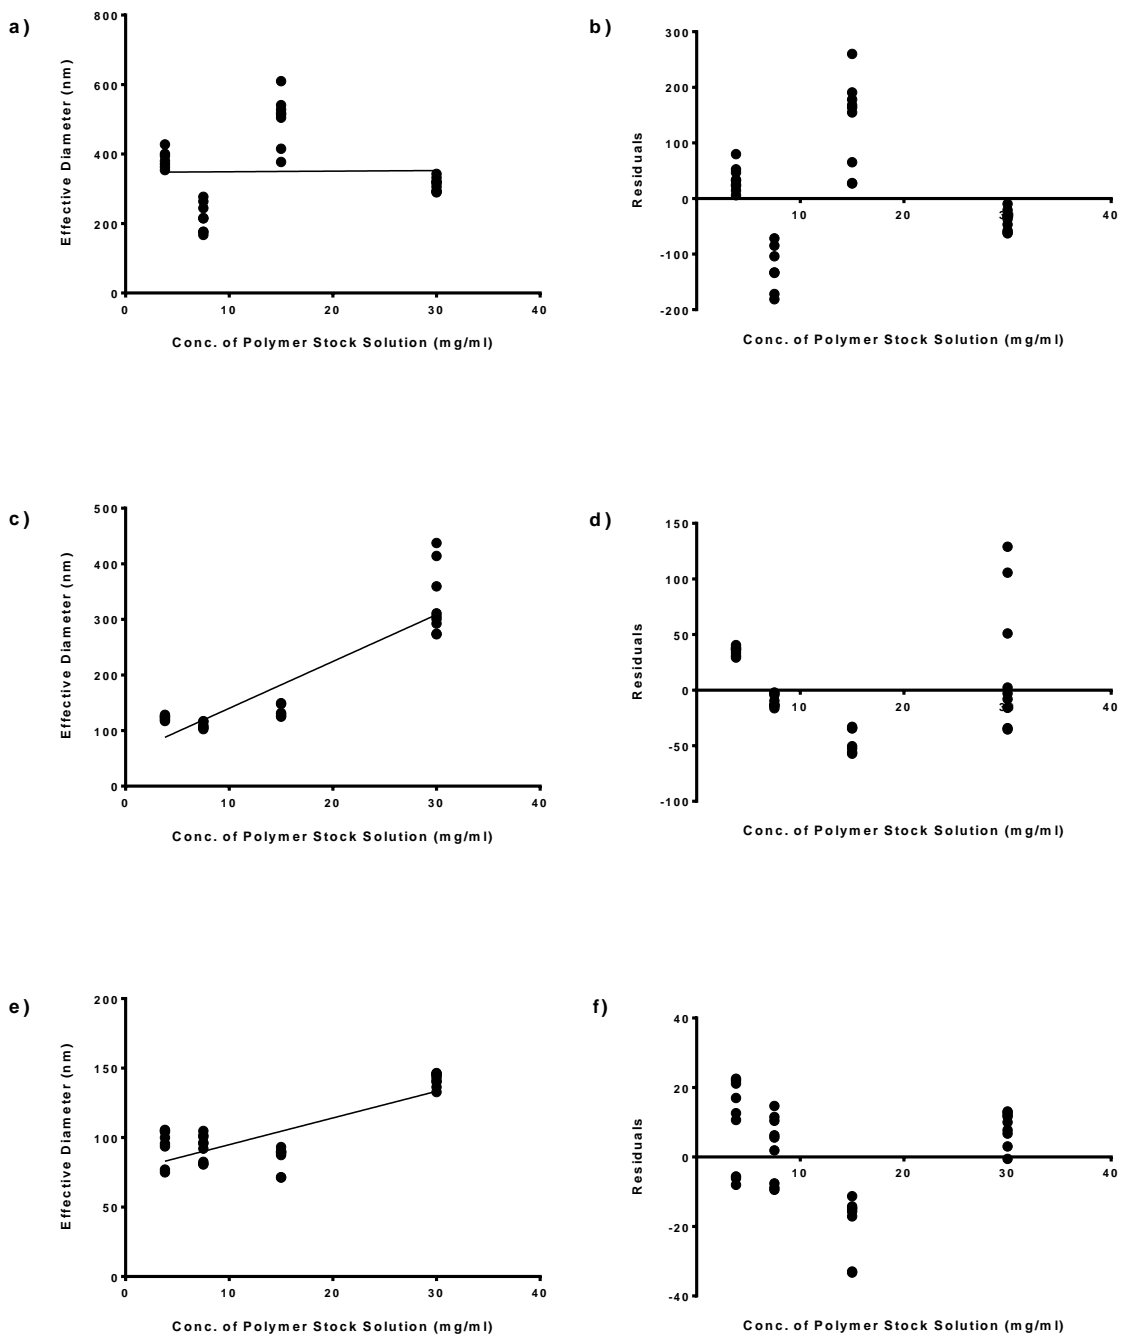 a)
800
600
400
200
0
0 10 20 30 40
Effective Diameter (nm)
Conc. of Polymer Stock Solution (mg/ml)
b)
300
200
100
0
-100
-200
10 20 30 40
Residuals
Conc. of Polymer Stock Solution (mg/ml)
c)
500
400
300
200
100
0
0 10 20 30 40
Effective Diameter (nm)
Conc. of Polymer Stock Solution (mg/ml)
d)
150
100
50
0
-50
-100
10 20 30 40
Residuals
Conc. of Polymer Stock Solution (mg/ml)
e)
200
150
100
50
0
0 10 20 30 40
Effective Diameter (nm)
Conc. of Polymer Stock Solution (mg/ml)
f)
40
20
0
-20
-40
10 20 30 40
Residuals
Conc. of Polymer Stock Solution (mg/ml)